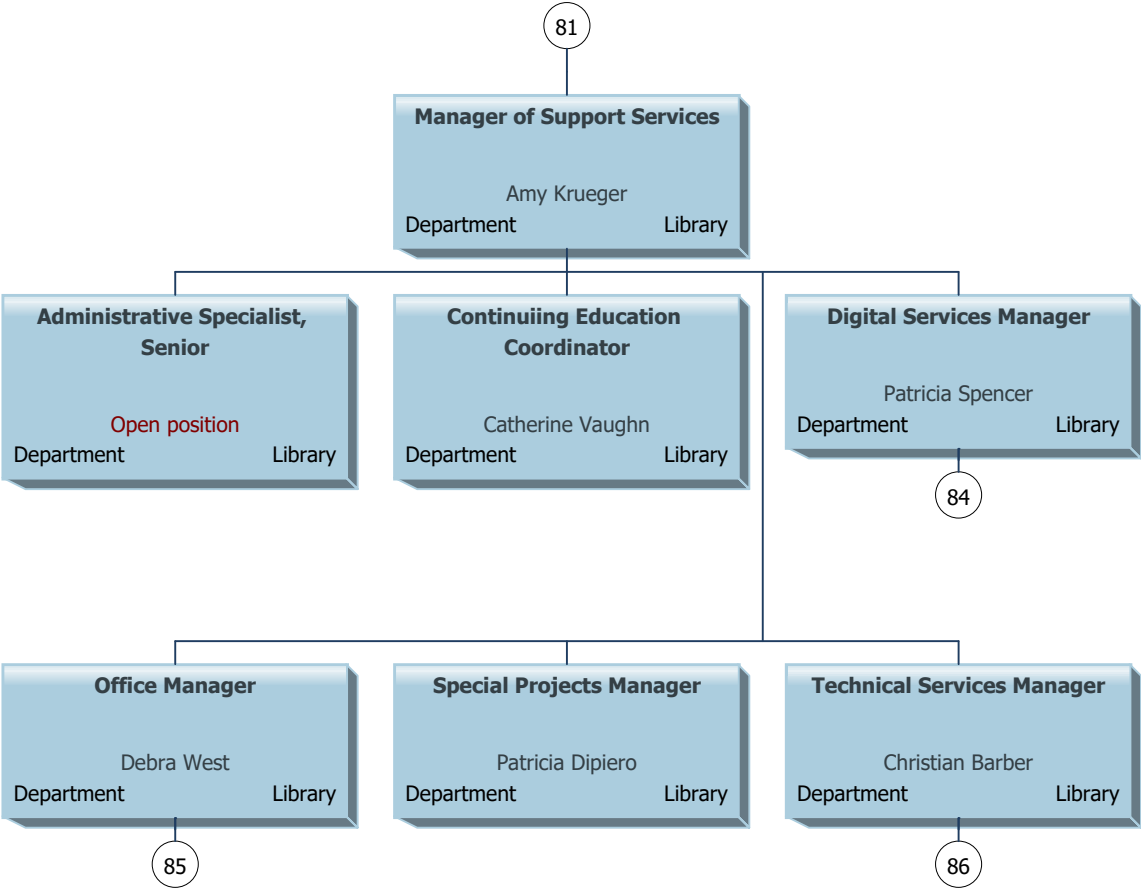 81
Manager of Support Services
Amy Krueger
Department Library
Administrative Specialist,
Senior
Open position
Department Library
Continuiing Education
Coordinator
Catherine Vaughn
Department Library
Digital Services Manager
Patricia Spencer
Department Library
84
Office Manager
Debra West
Department Library
85
Special Projects Manager
Patricia Dipiero
Department Library
Technical Services Manager
Christian Barber
Department Library
86